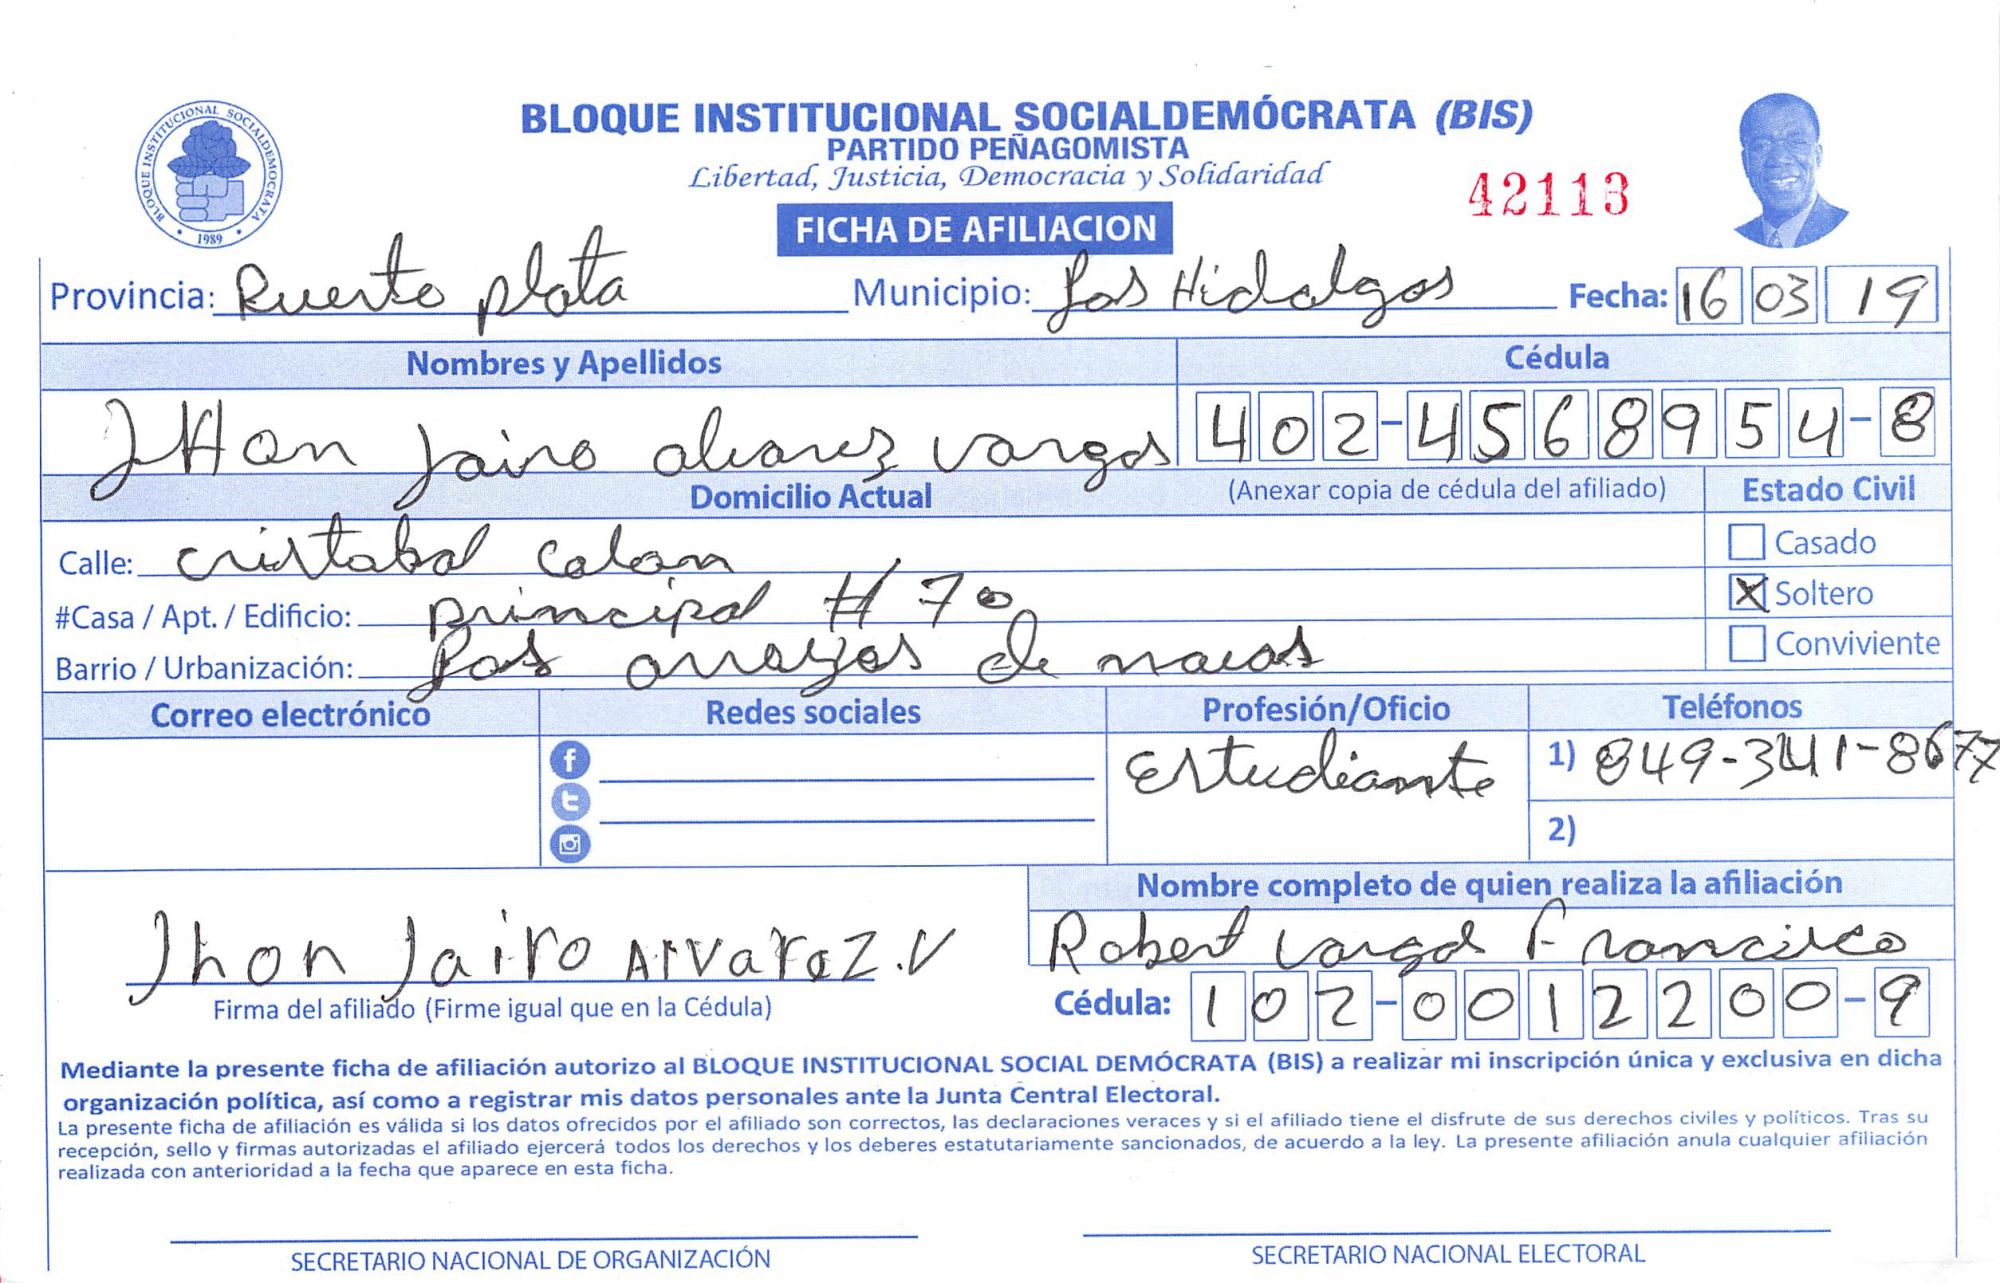 BLOQUE INSTITUCIONAL SOCIALDEMÓCRATA (BIS)
PARTIDO PEÑAGOMISTA
Libertad, Justicia, Democracia y Solidaridad
42113
BLOQUE INSTITUCIONAL SOCIALDEMOCRATA
1989
FICHA DE AFILIACION
Provincia: Puerto plata Municipio: Los Hidalgos Fecha: 16 03 19
Nombres y Apellidos Cédula
JHon Jairo alvarez vargas 402-4568954-8
Domicilio Actual (Anexar copia de cédula del afiliado) Estado Civil
Calle: cristabal colon Casado
#Casa / Apt. / Edificio: principal # 70 X Soltero
Barrio / Urbanización: Los arroyos de naras Conviviente
Correo electrónico Redes sociales Profesión/Oficio Teléfonos
Estudiante 1) 849-341-8677
2)
Nombre completo de quien realiza la afiliación
Jhon Jairo Arvarez.V Robert vargas Francisco
Firma del afiliado (Firme igual que en la Cédula) Cédula: 102-0012200-9
Mediante la presente ficha de afiliación autorizo al BLOQUE INSTITUCIONAL SOCIAL DEMÓCRATA (BIS) a realizar mi inscripción única y exclusiva en dicha
organización política, así como a registrar mis datos personales ante la Junta Central Electoral.
La presente ficha de afiliación es válida si los datos ofrecidos por el afiliado son correctos, las declaraciones veraces y si el afiliado tiene el disfrute de sus derechos civiles y políticos. Tras su
recepción, sello y firmas autorizadas el afiliado ejercerá todos los derechos y los deberes estatutariamente sancionados, de acuerdo a la ley. La presente afiliación anula cualquier afiliación
realizada con anterioridad a la fecha que aparece en esta ficha.
SECRETARIO NACIONAL DE ORGANIZACIÓN SECRETARIO NACIONAL ELECTORAL